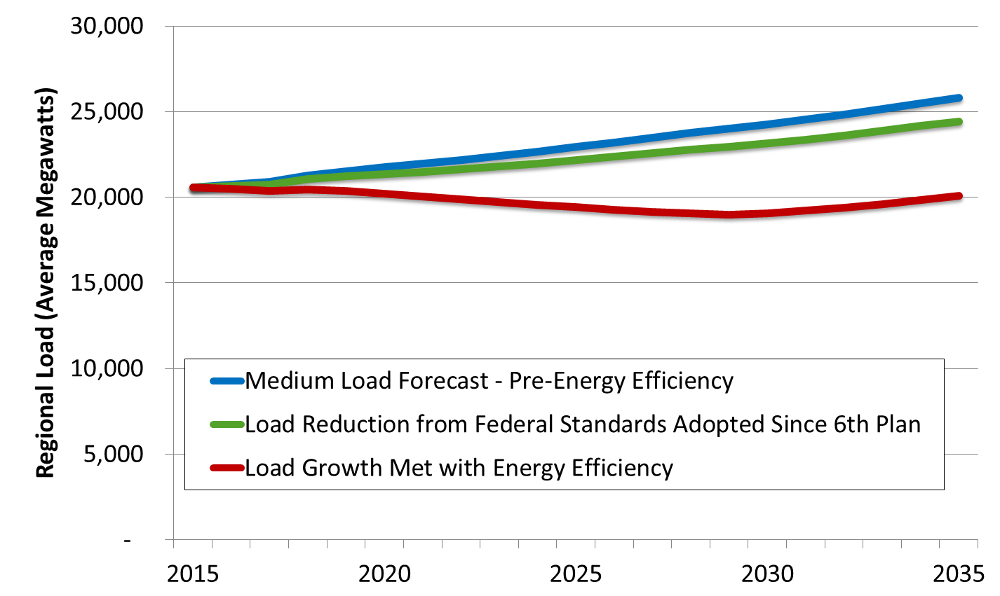 30,000
25,000
20,000
15,000
10,000
5,000
-
Regional Load (Average Megawatts)
Medium Load Forecast - Pre-Energy Efficiency
Load Reduction from Federal Standards Adopted Since 6th Plan
Load Growth Met with Energy Efficiency
2015 2020 2025 2030 2035